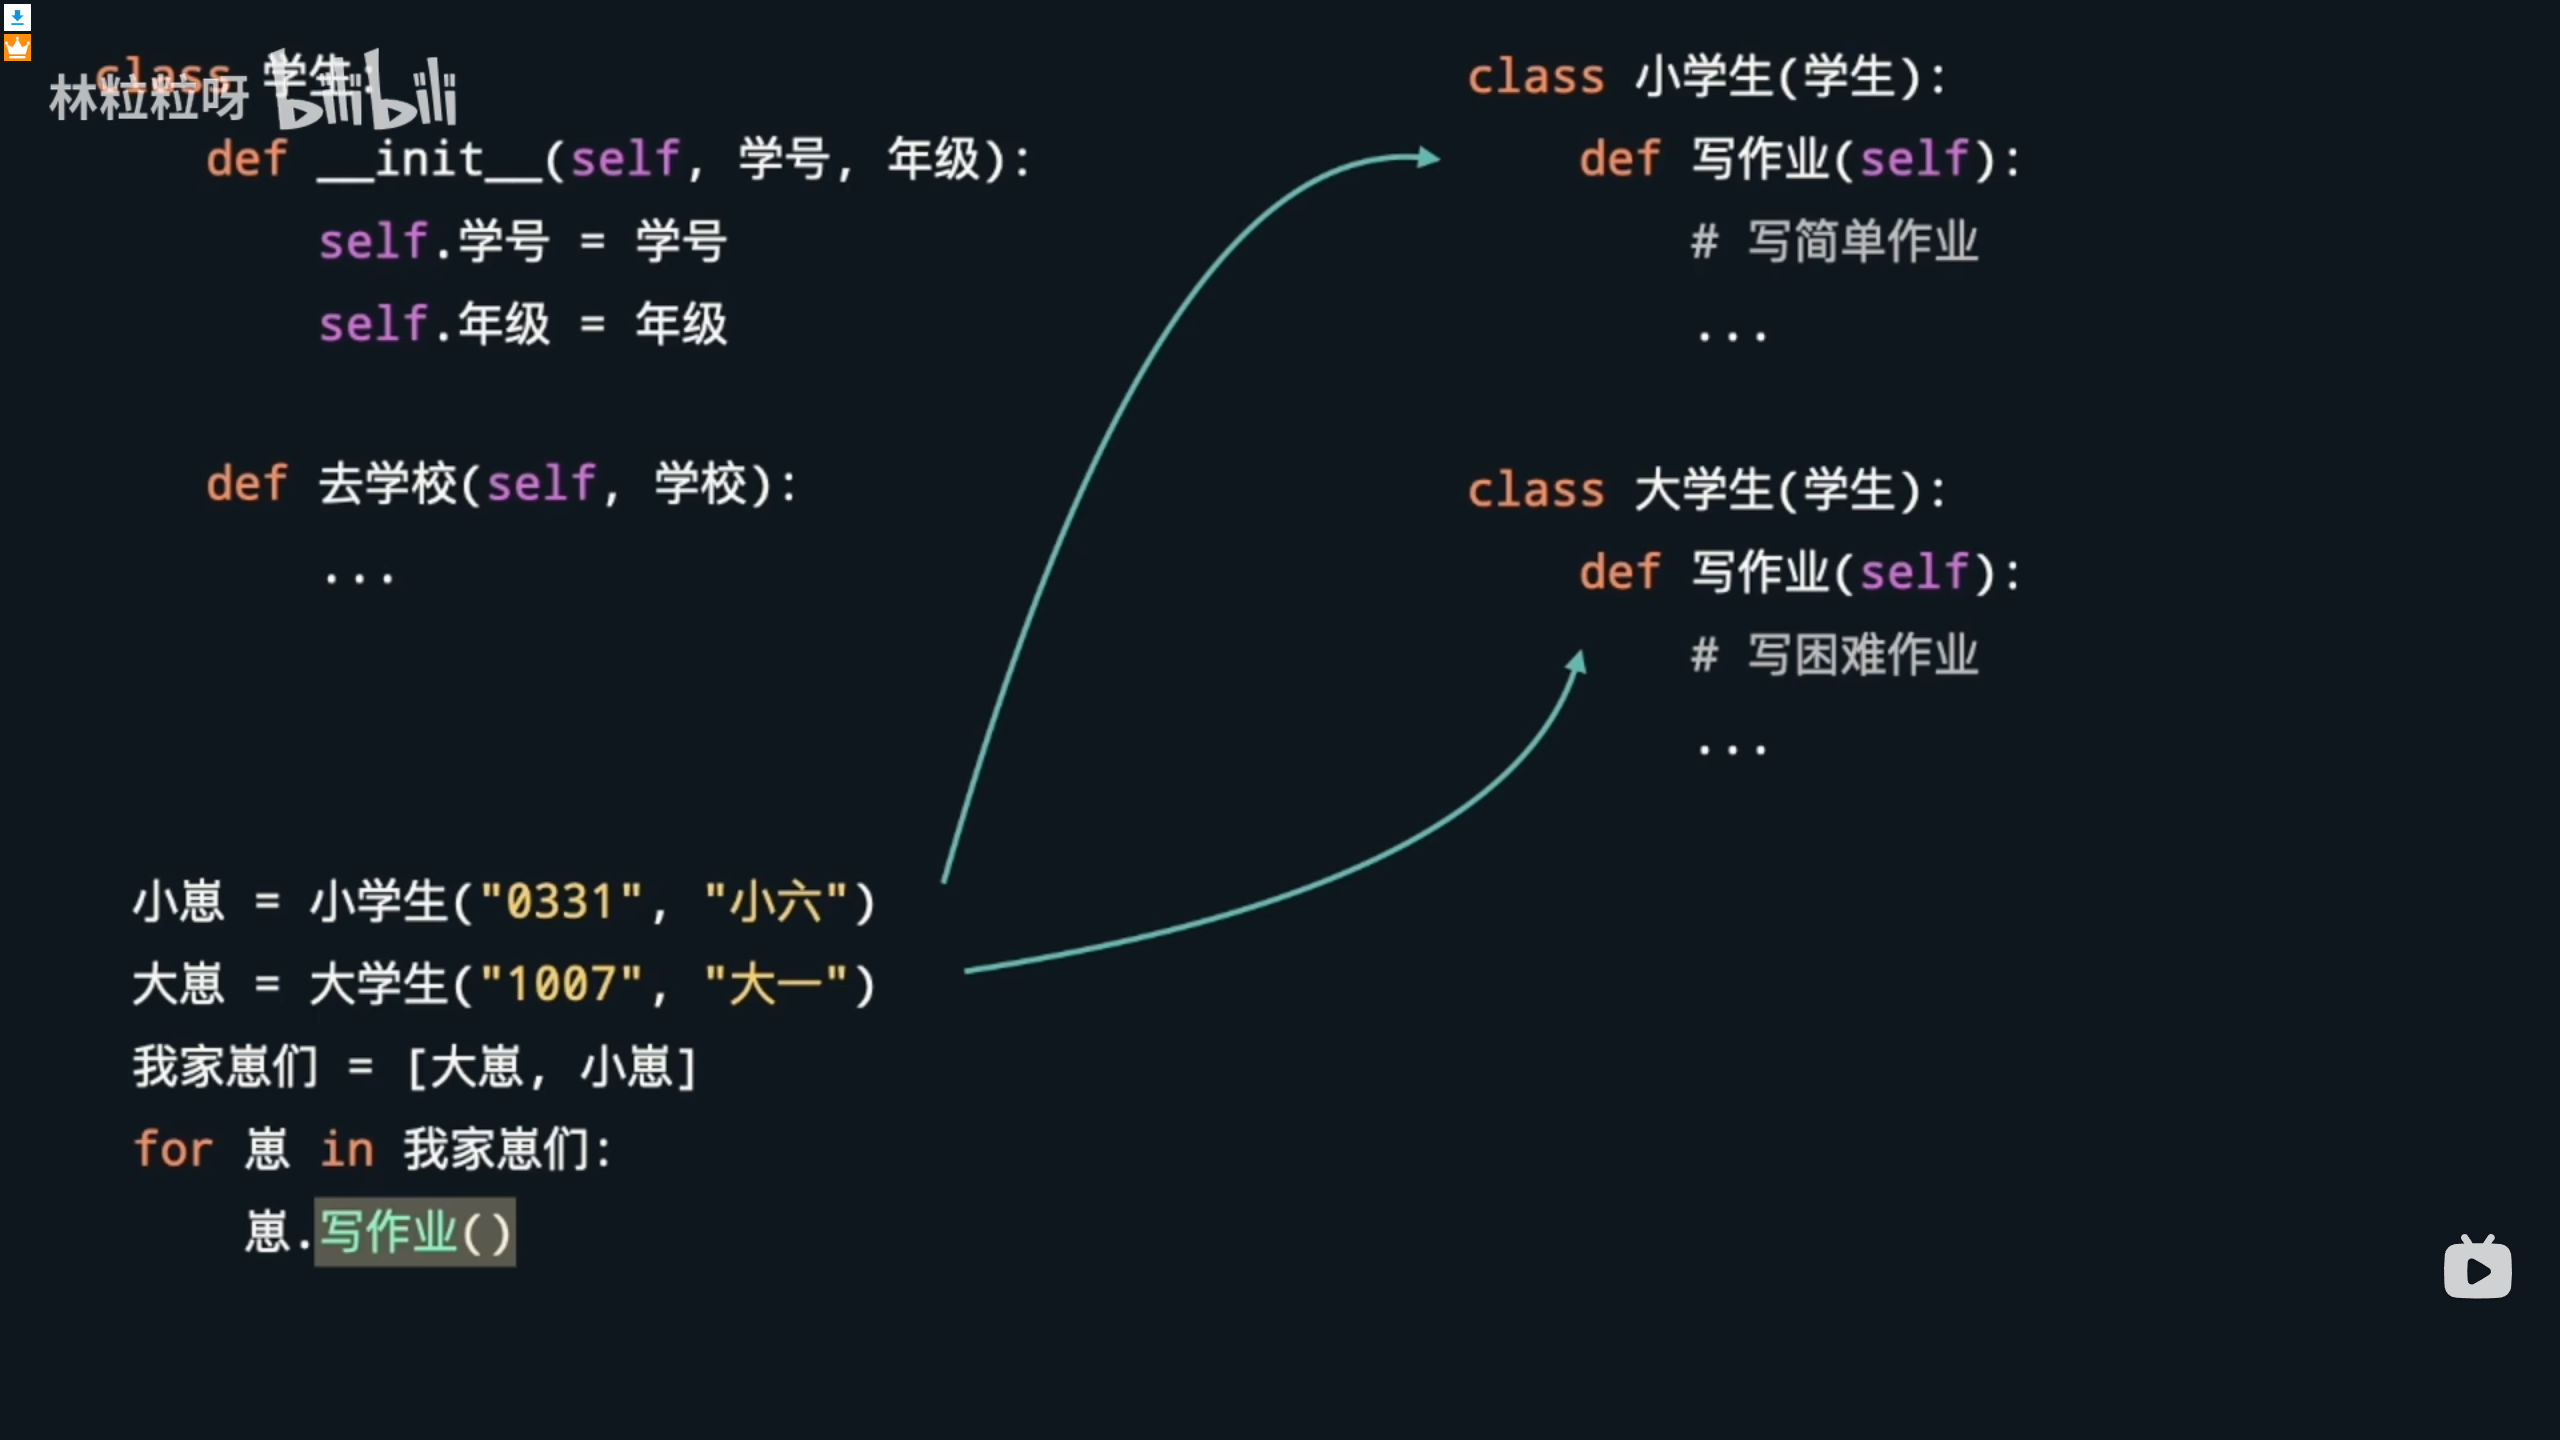 class 学生:
林粒粒呀 bilibili
def __init__(self, 学号, 年级):
self.学号 = 学号
self.年级 = 年级
def 去学校(self, 学校):
...
小崽 = 小学生("0331", "小六")
大崽 = 大学生("1007", "大一")
我家崽们 = [大崽, 小崽]
for 崽 in 我家崽们:
崽.写作业()
class 小学生(学生):
def 写作业(self):
# 写简单作业
...
class 大学生(学生):
def 写作业(self):
# 写困难作业
...